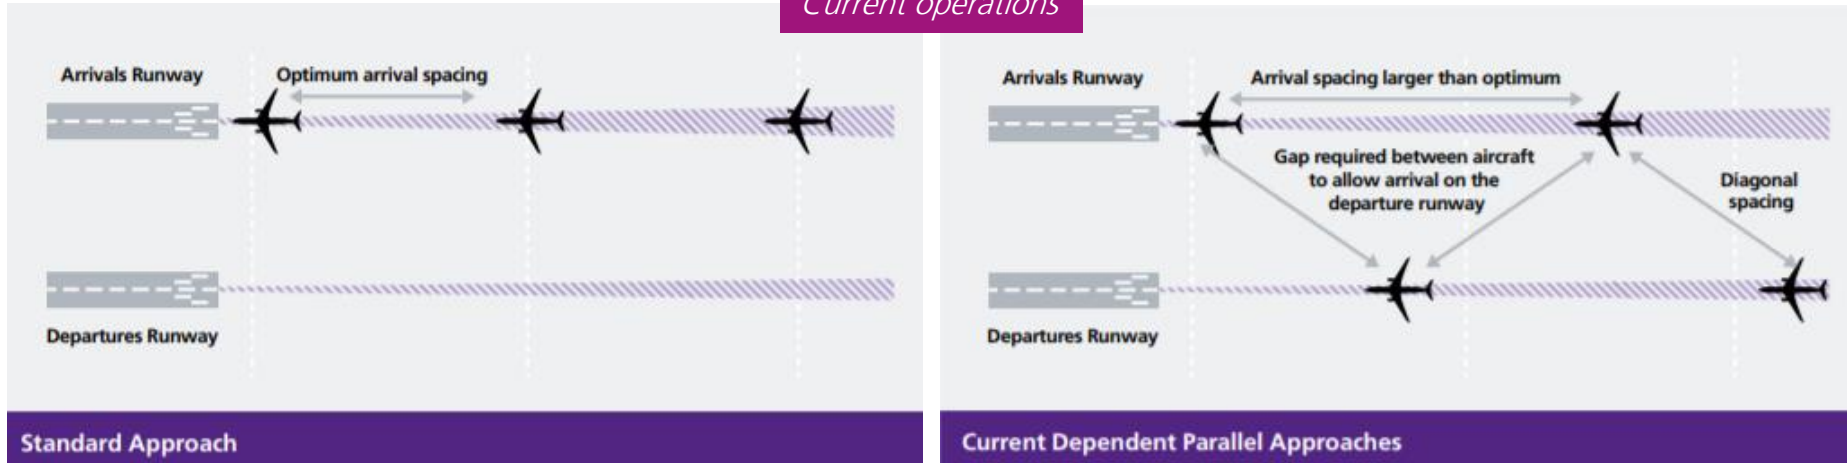 Current operations
Arrivals Runway
Optimum arrival spacing
Departures Runway
Standard Approach
Arrivals Runway
Arrival spacing larger than optimum
Gap required between aircraft
to allow arrival on the
departure runway
Diagonal
spacing
Departures Runway
Current Dependent Parallel Approaches